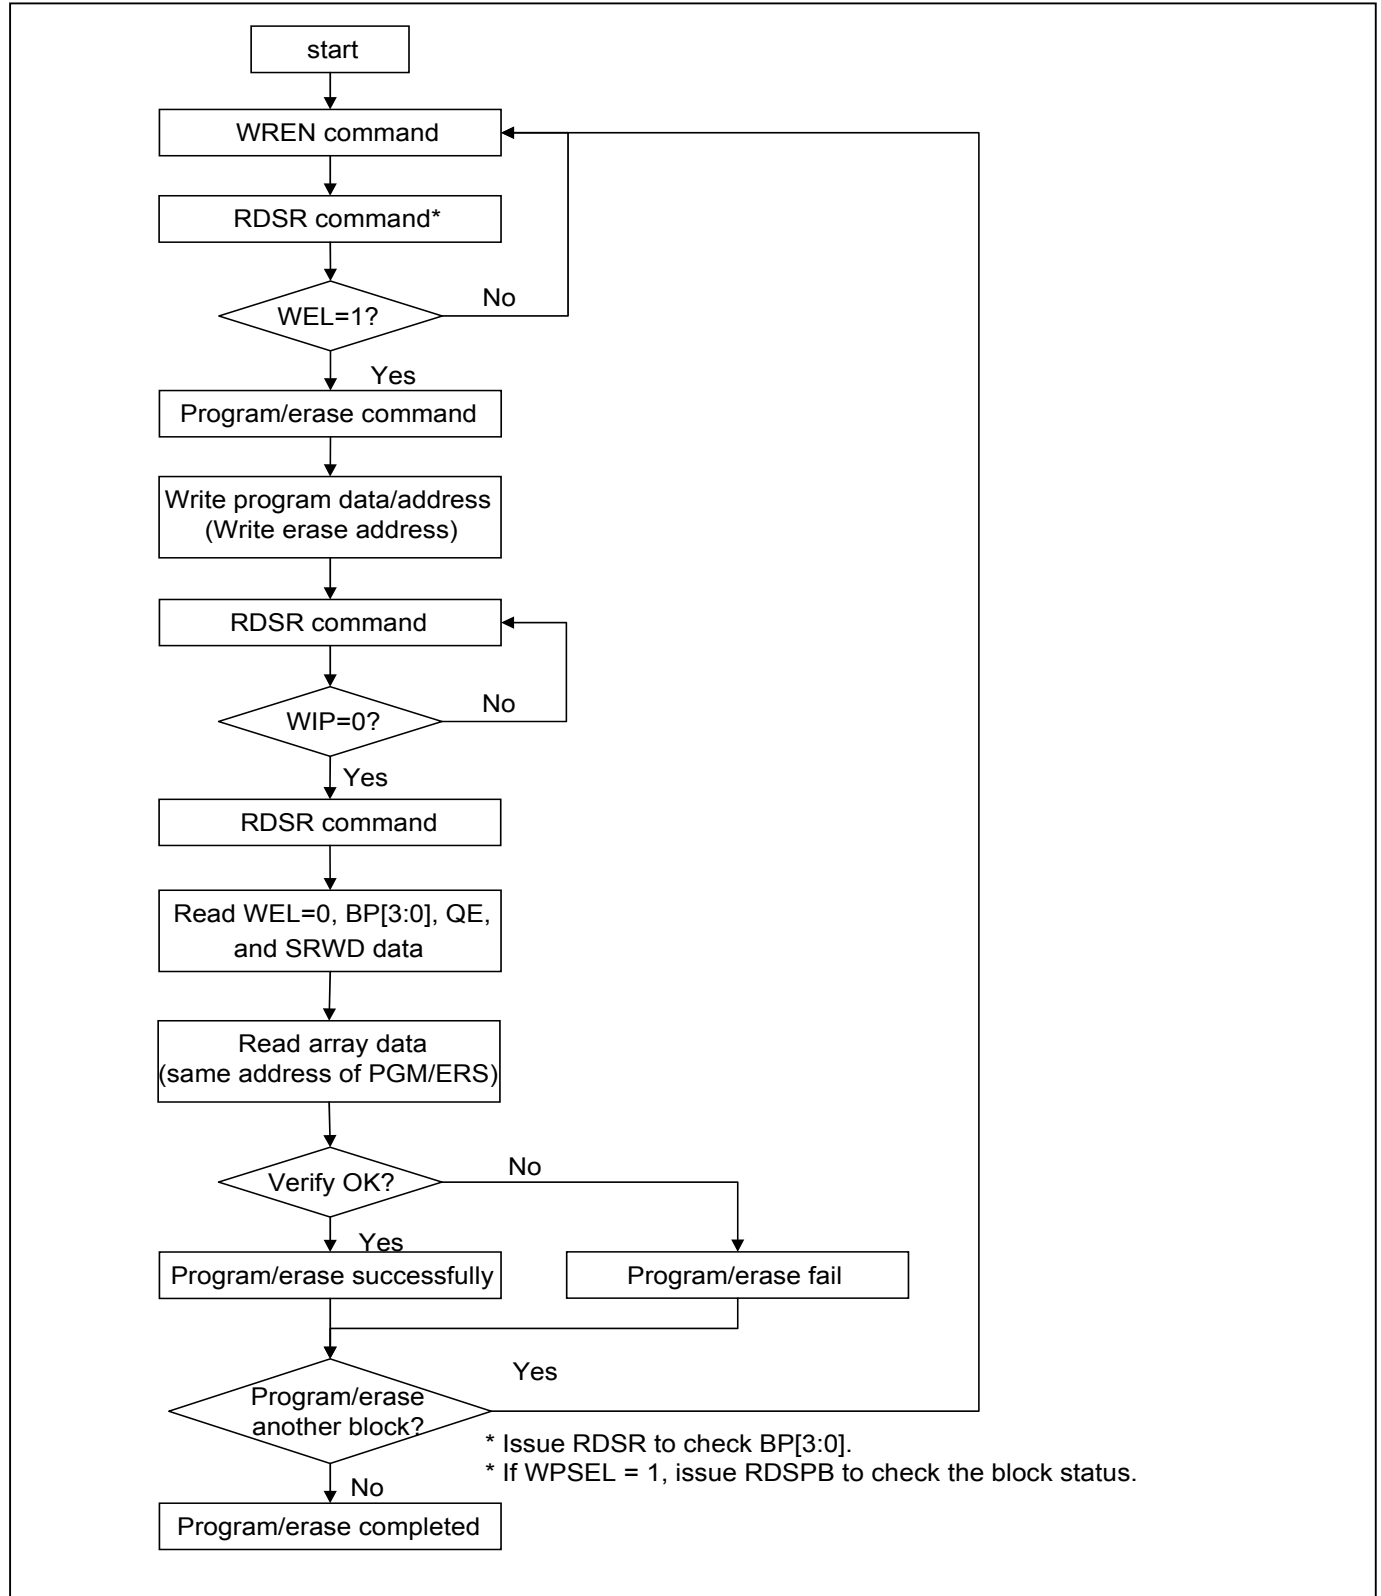 start
WREN command
RDSR command*
WEL=1?
No
Yes
Program/erase command
Write program data/address
(Write erase address)
RDSR command
WIP=0?
No
Yes
RDSR command
Read WEL=0, BP[3:0], QE,
and SRWD data
Read array data
(same address of PGM/ERS)
Verify OK?
No
Yes
Program/erase successfully
Program/erase fail
Program/erase
another block?
Yes
* Issue RDSR to check BP[3:0].
* If WPSEL = 1, issue RDSPB to check the block status.
No
Program/erase completed